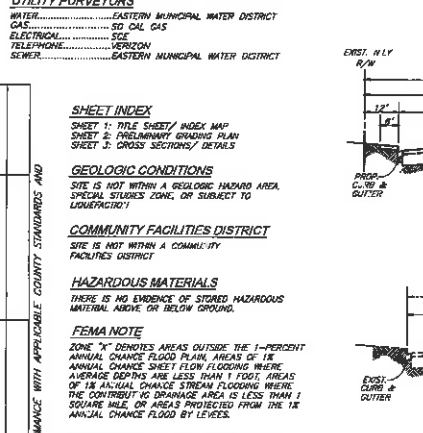 UTILITY PURVEYORS
WATER....................EASTERN MUNICIPAL WATER DISTRICT
GAS....................SO CAL GAS
ELECTRICAL....................SCE
TELEPHONE....................VERIZON
SEWER....................EASTERN MUNICIPAL WATER DISTRICT
SHEET INDEX
SHEET 1: TITLE SHEET/ INDEX MAP
SHEET 2: PRELIMINARY GRADING PLAN
SHEET 3: CROSS SECTIONS/ DETAILS
GEOLOGIC CONDITIONS
SITE IS NOT WITHIN A GEOLOGIC HAZARD AREA,
SPECIAL STUDIES ZONE, OR SUBJECT TO
LIQUEFACTION
COMMUNITY FACILITIES DISTRICT
SITE IS NOT WITHIN A COMMUNITY
FACILITIES DISTRICT
HAZARDOUS MATERIALS
THERE IS NO EVIDENCE OF STORED HAZARDOUS
MATERIAL ABOVE OR BELOW GROUND.
FEMA NOTE
ZONE "X" DENOTES AREAS OUTSIDE THE 1-PERCENT
ANNUAL CHANCE FLOOD PLAIN, AREAS OF 1%
ANNUAL CHANCE SHEET FLOW FLOODING WHERE
AVERAGE DEPTHS ARE LESS THAN 1 FOOT, AREAS
OF 1% ANNUAL CHANCE STREAM FLOODING WHERE
THE CONTRIBUTING DRAINAGE AREA IS LESS THAN 1
SQUARE MILE, OR AREAS PROTECTED FROM THE 1%
ANNUAL CHANCE FLOOD BY LEVEES.
MANCE WITH APPLICABLE COUNTY STANDARDS AND
EXIST. N'LY
R/W
12'
6'
PROP.
CURB &
GUTTER
EXIST.
CURB &
GUTTER